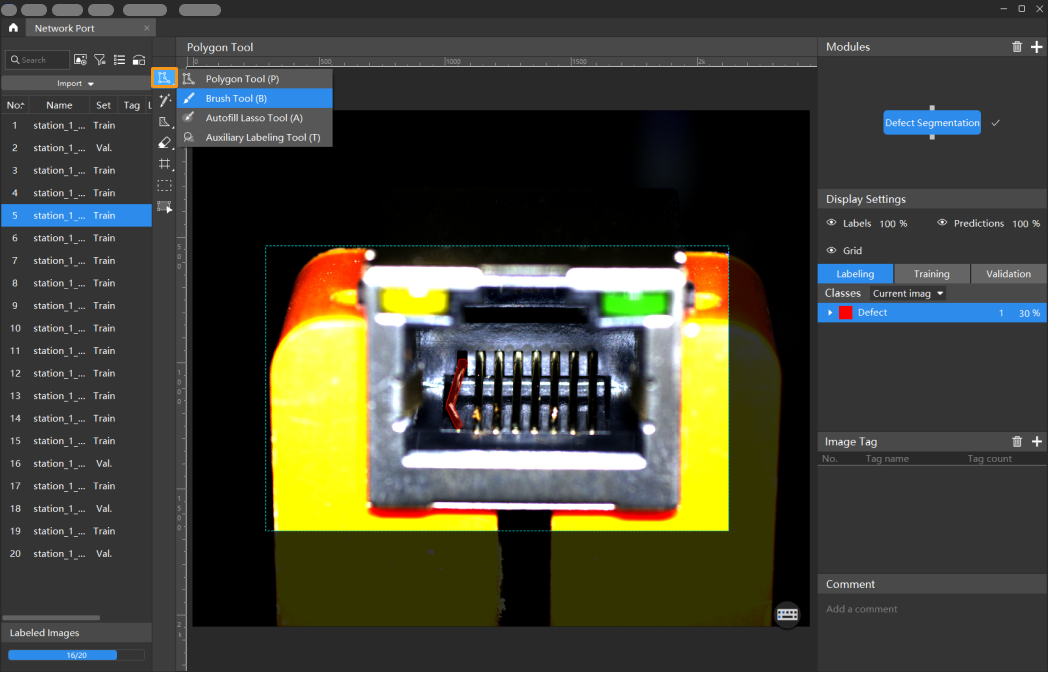 Network Port
Search
Import
No. Name Set Tag L
1 station_1_... Train
2 station_1_... Val.
3 station_1_... Train
4 station_1_... Train
5 station_1_... Train
6 station_1_... Train
7 station_1_... Train
8 station_1_... Train
9 station_1_... Train
10 station_1_... Train
11 station_1_... Train
12 station_1_... Train
13 station_1_... Train
14 station_1_... Train
15 station_1_... Train
16 station_1_... Val.
17 station_1_... Train
18 station_1_... Val.
19 station_1_... Train
20 station_1_... Val.
Labeled Images
16/20
Polygon Tool
0 500 1000 1500 2k
Polygon Tool (P)
Brush Tool (B)
Autofill Lasso Tool (A)
Auxiliary Labeling Tool (T)
500
1000
1500
2k
Modules
Defect Segmentation
Display Settings
Labels 100 % Predictions 100 %
Grid
Labeling Training Validation
Classes Current imag
Defect 1 30 %
Image Tag
No. Tag name Tag count
Comment
Add a comment